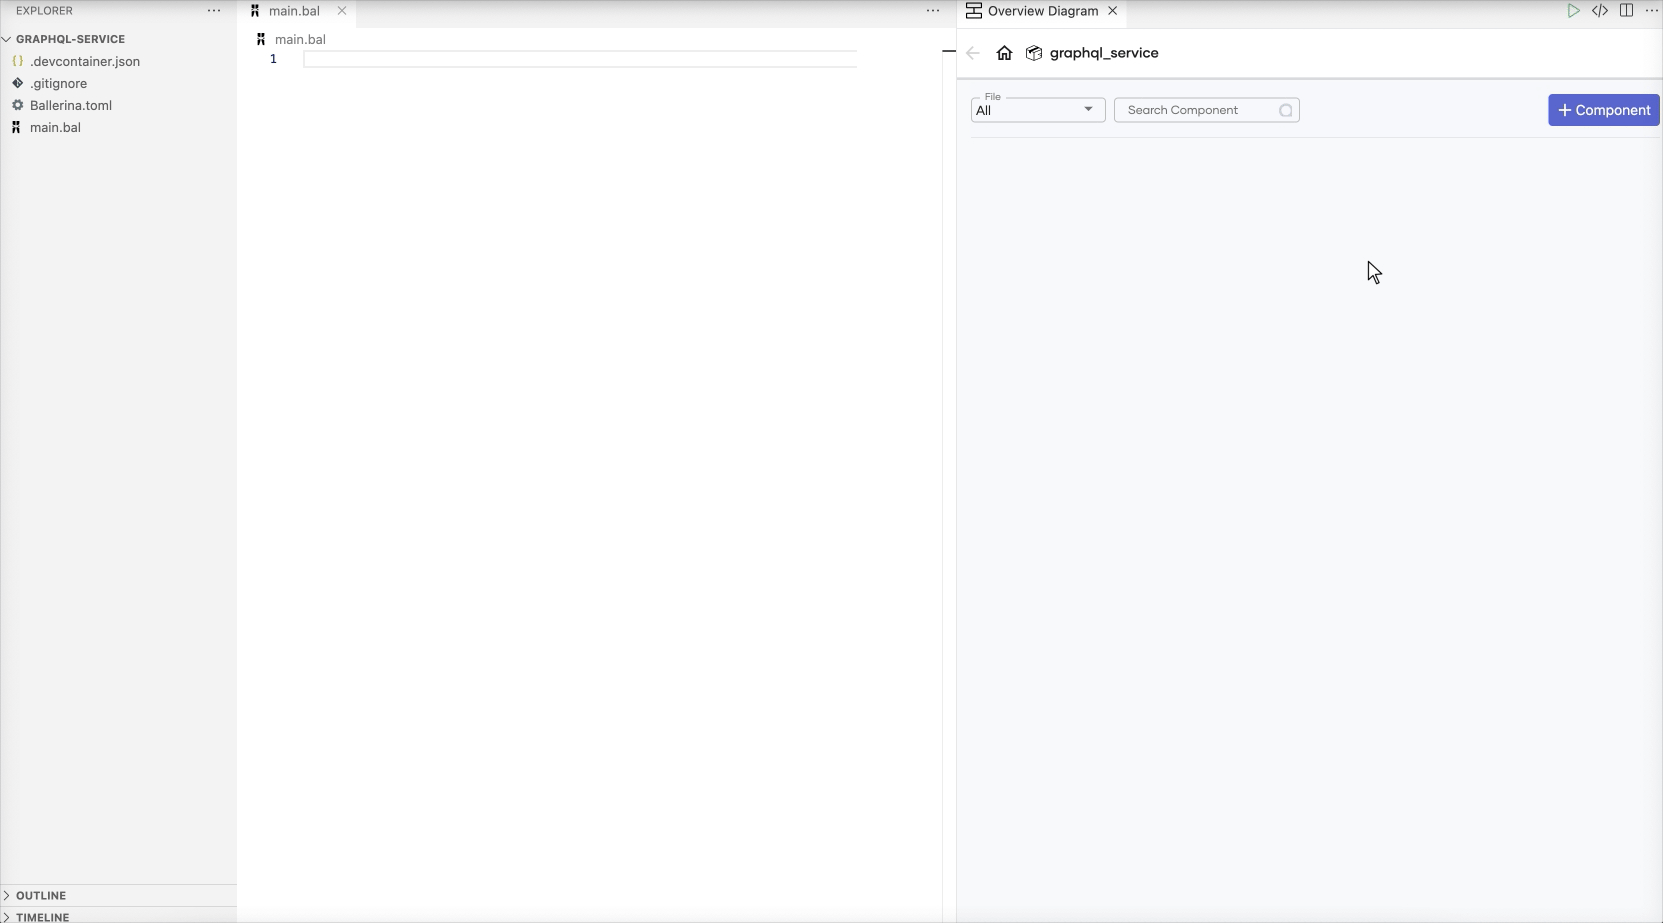 EXPLORER
GRAPHQL-SERVICE
.devcontainer.json
.gitignore
Ballerina.toml
main.bal
OUTLINE
TIMELINE
main.bal
main.bal
1
Overview Diagram
graphql_service
File
All
Search Component
+ Component